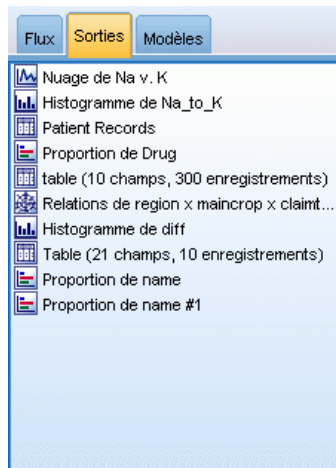 Flux Sorties Modèles
Nuage de Na v. K
Histogramme de Na_to_K
Patient Records
Proportion de Drug
table (10 champs, 300 enregistrements)
Relations de region x maincrop x claimt...
Histogramme de diff
Table (21 champs, 10 enregistrements)
Proportion de name
Proportion de name #1